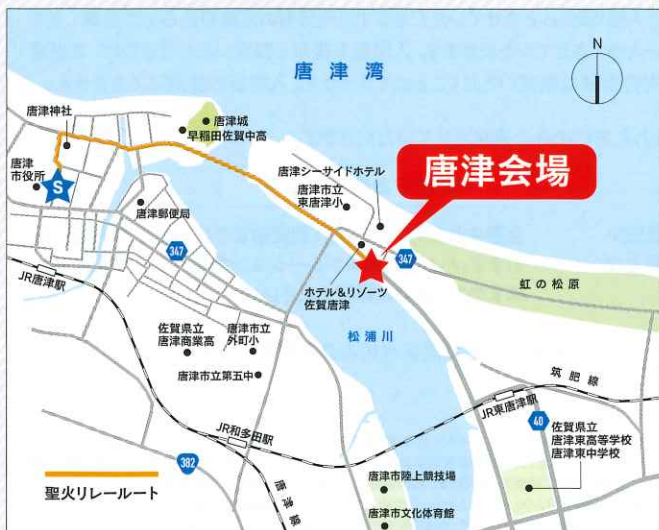 唐津湾
N
唐津神社
唐津城
早稲田佐賀中高
唐津シーサイドホテル
唐津
市役所
S
唐津市立
東唐津小
唐津会場
唐津郵便局
347
347
JR唐津駅
ホテル&リゾーツ
佐賀唐津
虹の松原
松浦川
佐賀県立
唐津商業高
唐津市立
外町小
唐津市立第五中
筑肥線
JR東唐津駅
40
佐賀県立
唐津東高等学校
唐津東中学校
JR和多田駅
382
唐津市陸上競技場
聖火リレールート
唐津線
唐津市文化体育館